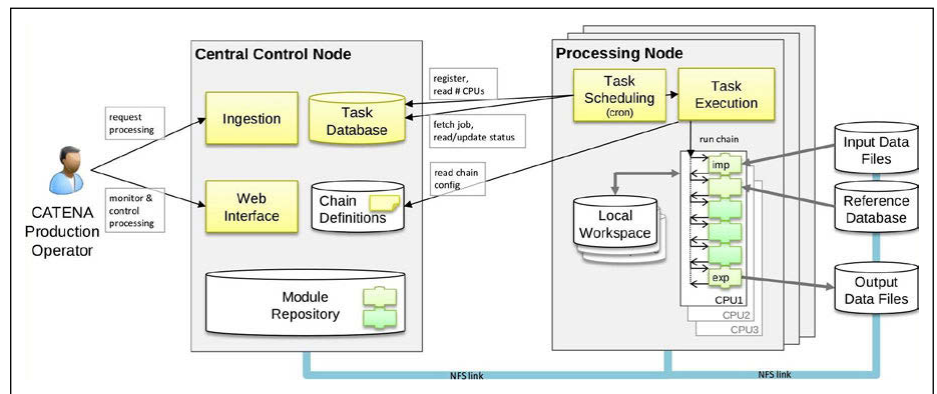 Central Control Node
Processing Node
request
processing
monitor &
control
processing
CATENA
Production
Operator
Ingestion
Task
Database
Web
Interface
Chain
Definitions
Module
Repository
register,
read # CPUs
fetch job,
read/update status
read chain
config
Task
Scheduling
(cron)
Task
Execution
run chain
imp
exp
CPU1
CPU2
CPU3
Local
Workspace
Input Data
Files
Reference
Database
Output
Data Files
NFS link
NFS link